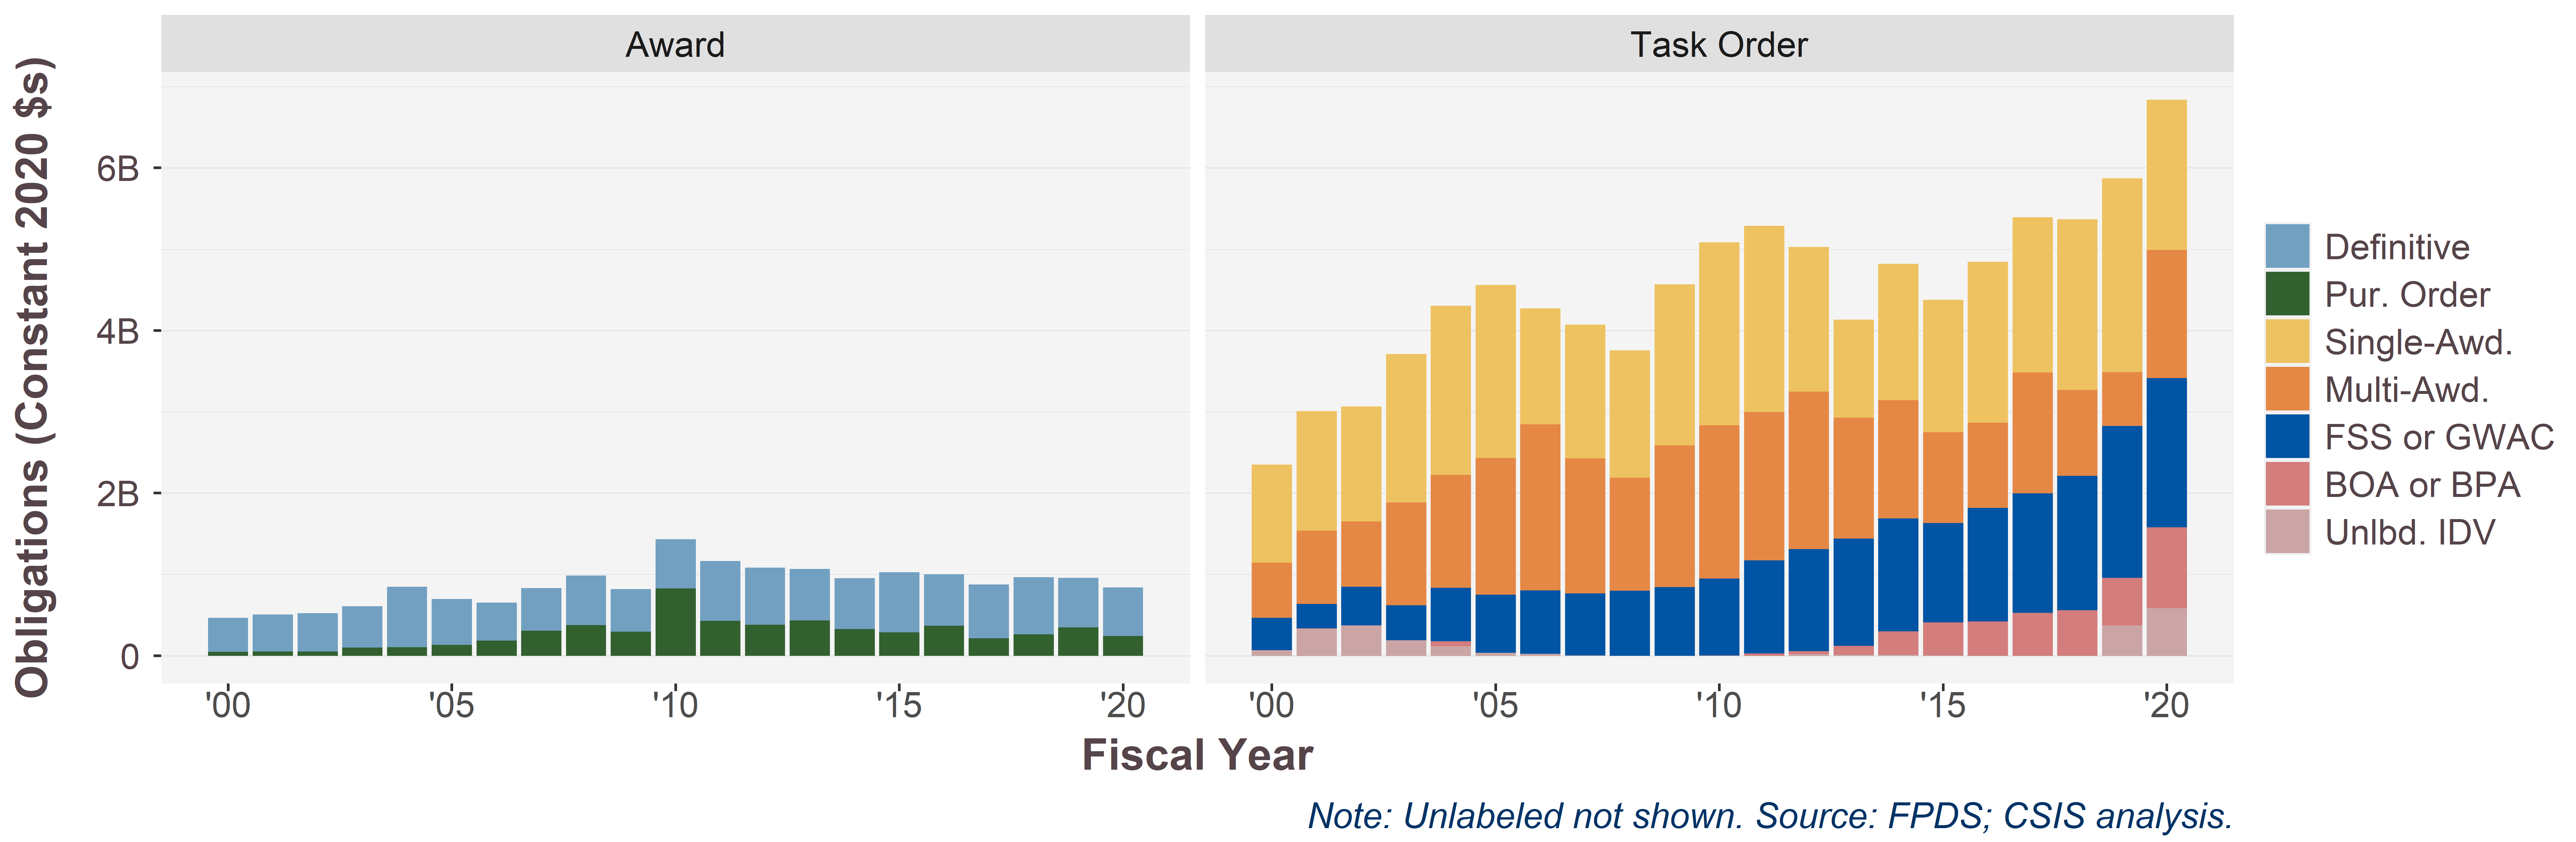 Award
Task Order
Obligations (Constant 2020 $s)
6B
4B
2B
0
'00
'05
'10
'15
'20
'00
'05
'10
'15
'20
Fiscal Year
Definitive
Pur. Order
Single-Awd.
Multi-Awd.
FSS or GWAC
BOA or BPA
Unlbd. IDV
Note: Unlabeled not shown. Source: FPDS; CSIS analysis.